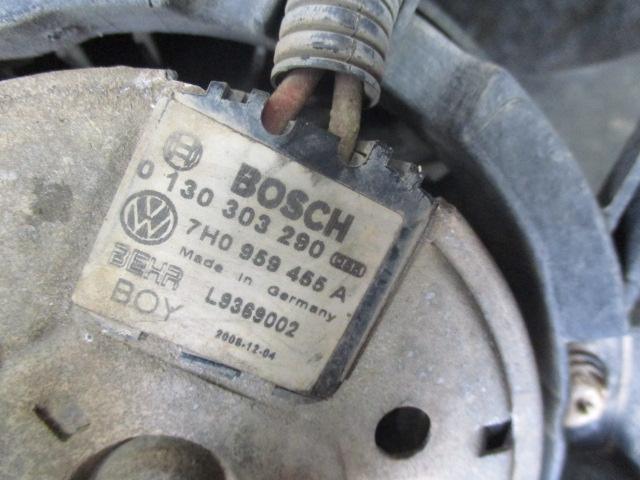 BOSCH
0 130 303 290
7H0 959 455 A
Made in Germany
BEHR
L9369002
BOY
2006-12-04